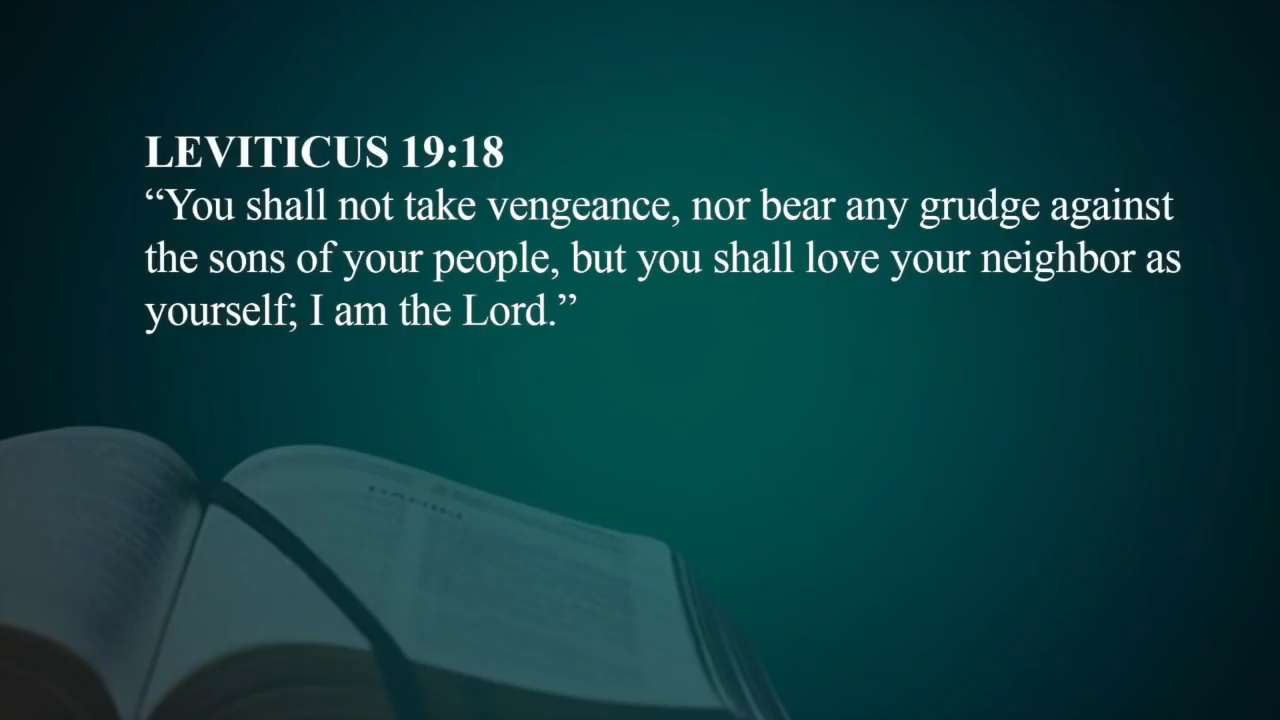 LEVITICUS 19:18
“You shall not take vengeance, nor bear any grudge against
the sons of your people, but you shall love your neighbor as
yourself; I am the Lord.”